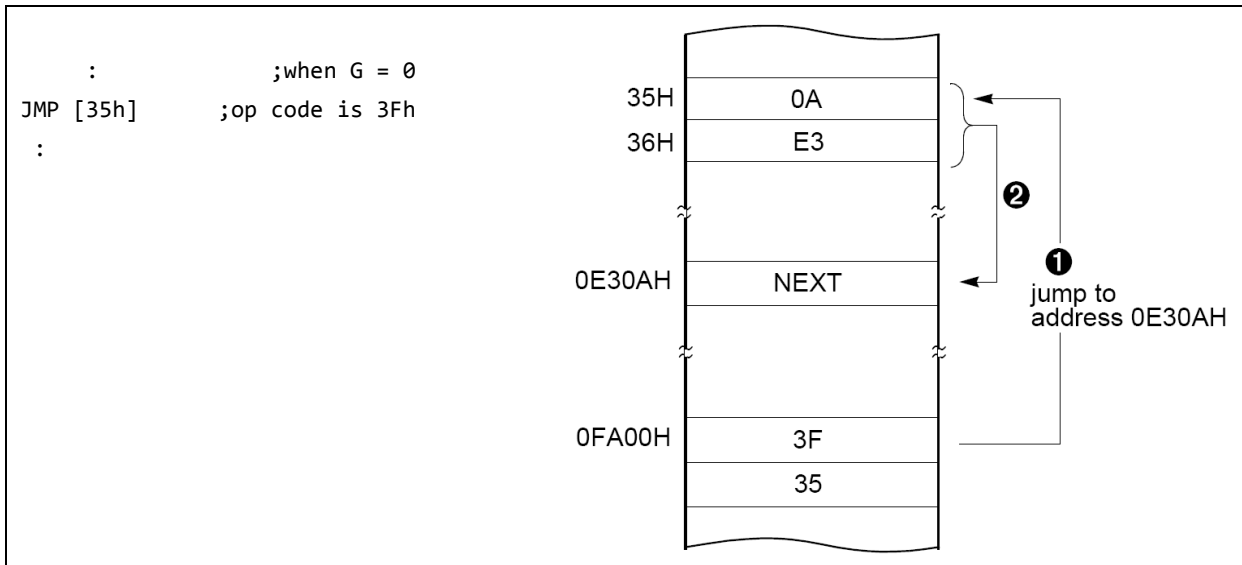 : ;when G = 0
JMP [35h] ;op code is 3Fh
:
35H 0A
36H E3
❷
0E30AH NEXT
❶
jump to
address 0E30AH
0FA00H 3F
35